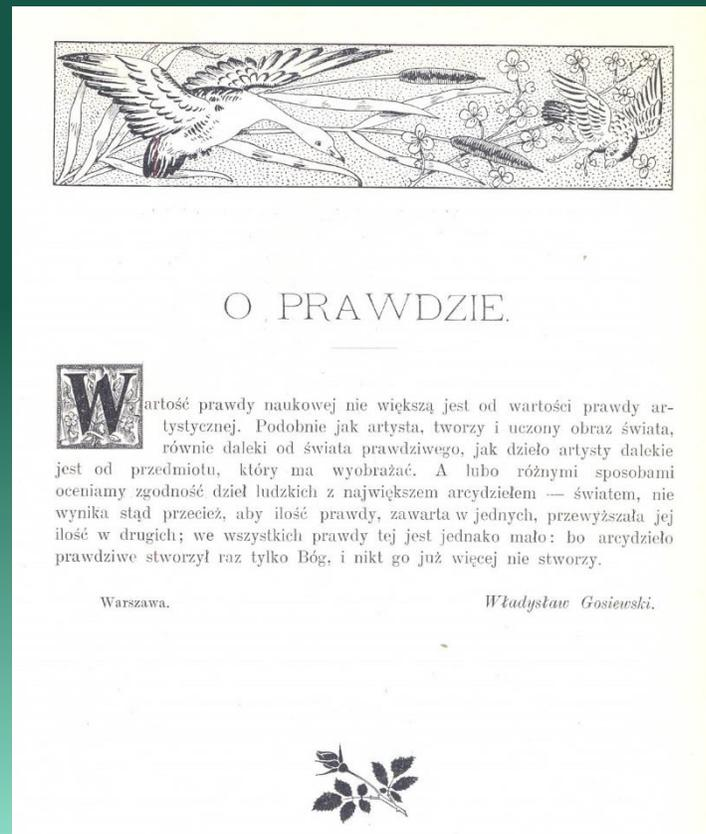 O PRAWDZIE.
Wartość prawdy naukowej nie większą jest od wartości prawdy ar-
tystycznej. Podobnie jak artysta, tworzy i uczony obraz świata,
równie daleki od świata prawdziwego, jak dzieło artysty dalekie
jest od przedmiotu, który ma wyobrażać. A lubo różnymi sposobami
oceniamy zgodność dzieł ludzkich z największem arcydziełem — światem, nie
wynika stąd przecież, aby ilość prawdy, zawarta w jednych, przewyższała jej
ilość w drugich; we wszystkich prawdy tej jest jednako mało: bo arcydzieło
prawdziwe stworzył raz tylko Bóg, i nikt go już więcej nie stworzy.
Warszawa. Władysław Gosiewski.